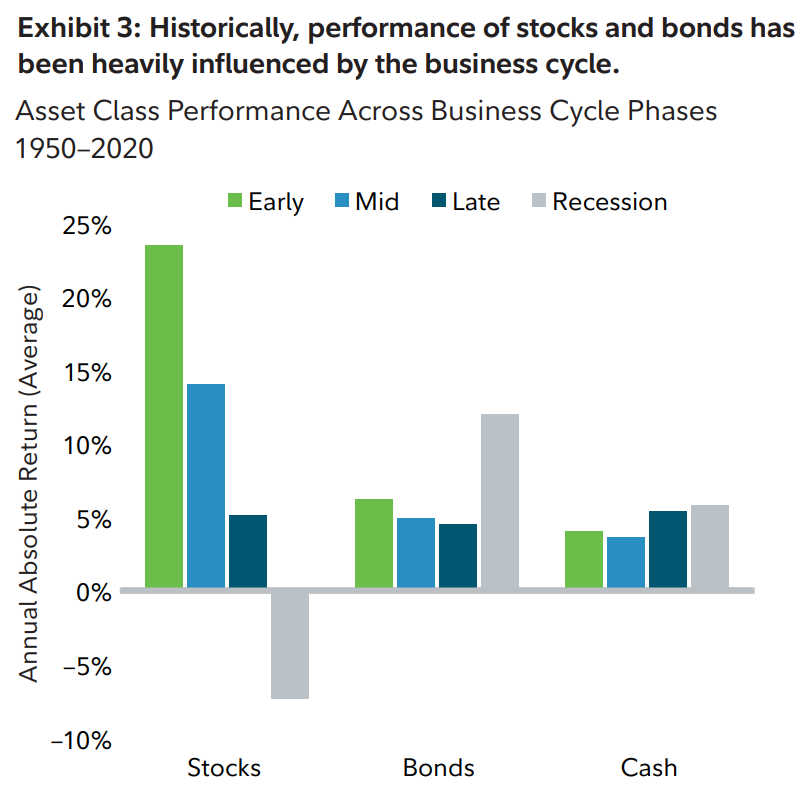 Exhibit 3: Historically, performance of stocks and bonds has
been heavily influenced by the business cycle.
Asset Class Performance Across Business Cycle Phases
1950–2020
Early Mid Late Recession
Annual Absolute Return (Average)
25%
20%
15%
10%
5%
0%
–5%
–10%
Stocks Bonds Cash